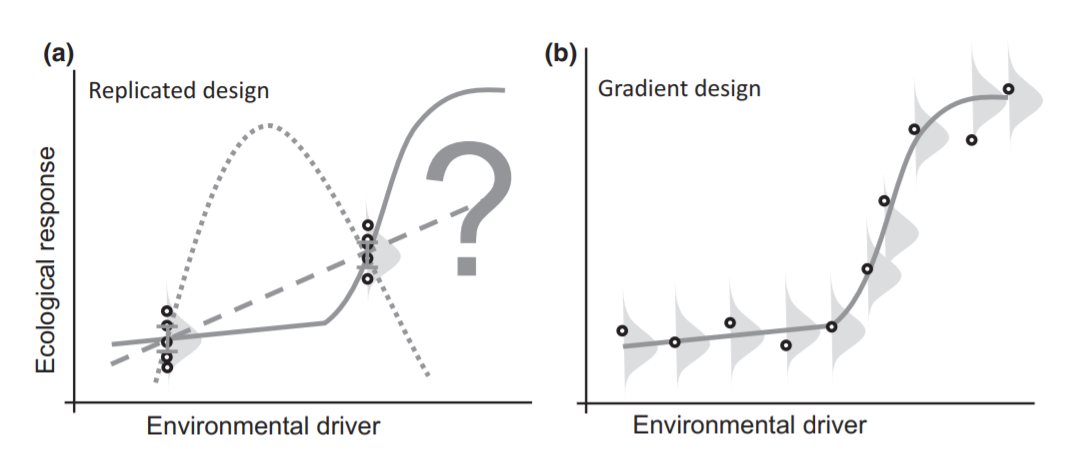 (a)
Replicated design
?
Ecological response
Environmental driver
(b)
Gradient design
Environmental driver